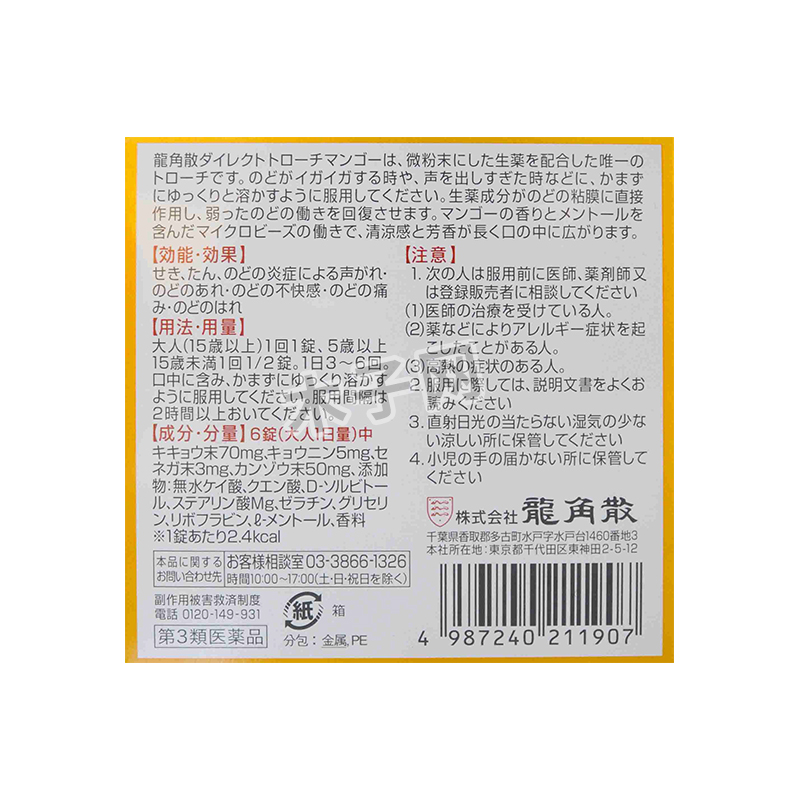 龍角散ダイレクトトローチマンゴーは、微粉末にした生薬を配合した唯一の
トローチです。のどがイガイガする時や、声を出しすぎた時などに、かまず
にゆっくりと溶かすように服用してください。生薬成分がのどの粘膜に直接
作用し、弱ったのどの働きを回復させます。マンゴーの香りとメントールを
含んだマイクロビーズの働きで、清涼感と芳香が長く口の中に広がります。
【効能・効果】
せき、たん、のどの炎症による声がれ・
のどのあれ・のどの不快感・のどの痛
み・のどのはれ
【用法・用量】
大人(15歳以上)1回1錠、5歳以上
15歳未満1回1/2錠。1日3〜6回
口中に含み、かまずにゆっくり溶かす
ように服用してください。服用間隔は
2時間以上おいてください。
【成分・分量】6錠(大人1日量)中
キキョウ末70mg、キョウニン5mg、セ
ネガ末3mg、カンゾウ末50mg、添加
物:無水ケイ酸、クエン酸、D-ソルビトー
ル、ステアリン酸Mg、ゼラチン、グリセリ
ン、リボフラビン、ℓ-メントール、香料
※1錠あたり2.4kcal
【注意】
1. 次の人は服用前に医師、薬剤師又
は登録販売者に相談してください
(1)医師の治療を受けている人。
(2)薬などによりアレルギー症状を起
こしたことがある人。
(3)高熱の症状のある人。
2. 服用に際しては、説明文書をよくお
読みください
3. 直射日光の当たらない湿気の少な
い涼しい所に保管してください
4. 小児の手の届かない所に保管して
ください
株式会社 龍角散
千葉県香取郡多古町水戸字水戸台1460番地3
本社所在地:東京都千代田区東神田2-5-12
本品に関する
お問い合わせ先
お客様相談室03-3866-1326
時間10:00〜17:00(土・日・祝日を除く)
副作用被害救済制度
電話 0120-149-931
第3類医薬品
紙 箱
分包:金属、PE
4 987240 211907
未字网